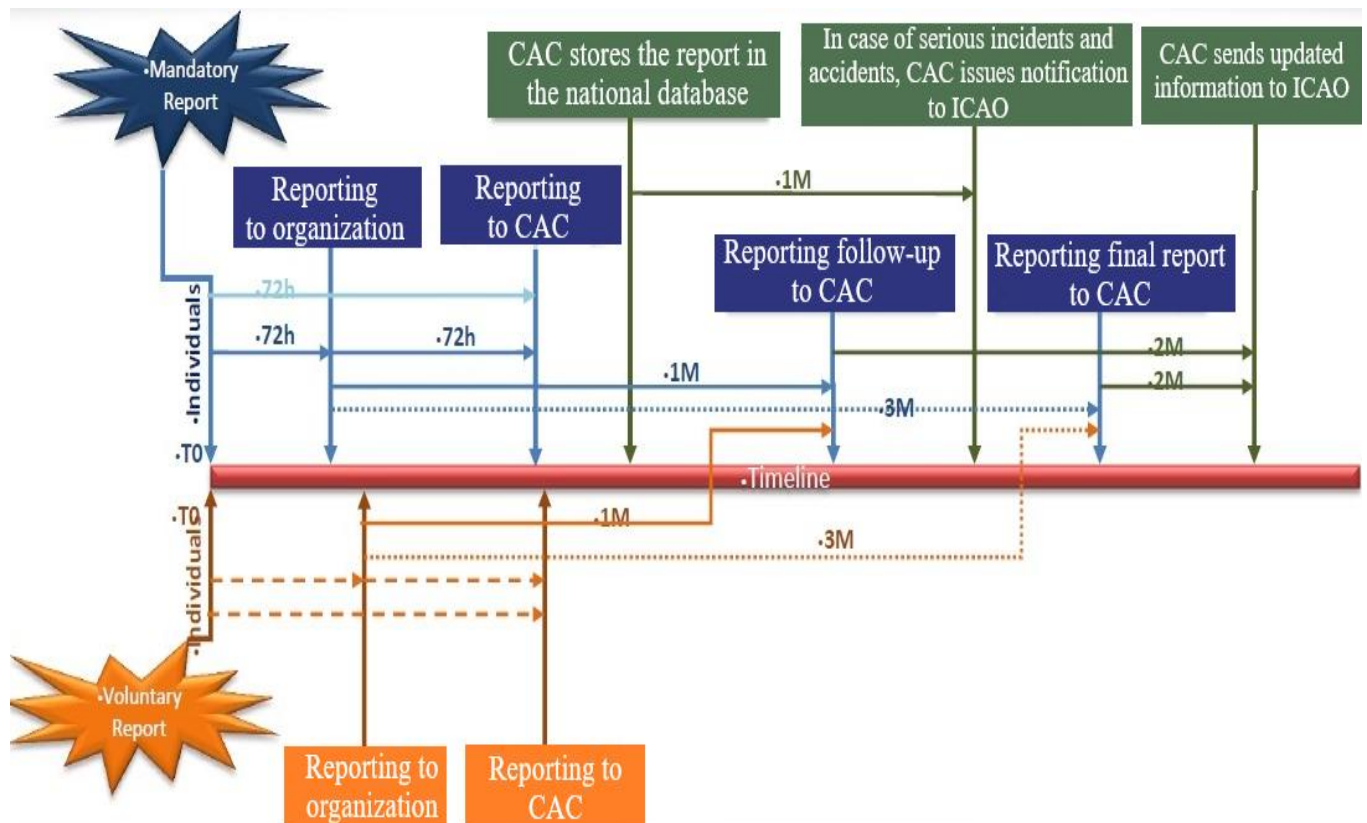 •Mandatory
Report
CAC stores the report in
the national database
In case of serious incidents and
accidents, CAC issues notification
to ICAO
CAC sends updated
information to ICAO
•1M
Reporting
to organization
Reporting
to CAC
Reporting follow-up
to CAC
Reporting final report
to CAC
•Individuals
•72h
•72h
•72h
•2M
•1M
•2M
•3M
•T0
•Timeline
•T0
•1M
•3M
•Individuals
•Voluntary
Report
Reporting to
organization
Reporting to
CAC